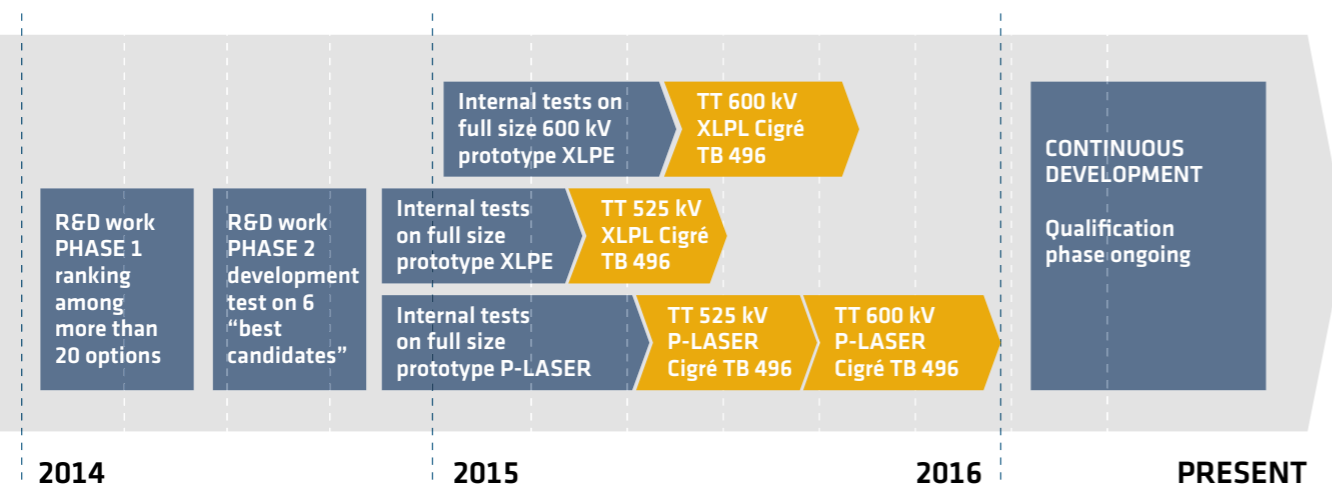 Internal tests on
full size 600 kV
prototype XLPE
TT 600 kV
XLPL Cigré
TB 496
R&D work
PHASE 1
ranking
among
more than
20 options
R&D work
PHASE 2
development
test on 6
“best
candidates”
Internal tests
on full size
prototype XLPE
TT 525 kV
XLPL Cigré
TB 496
Internal tests
on full size
prototype P-LASER
TT 525 kV
P-LASER
Cigré TB 496
TT 600 kV
P-LASER
Cigré TB 496
CONTINUOUS
DEVELOPMENT
Qualification
phase ongoing
2014
2015
2016
PRESENT